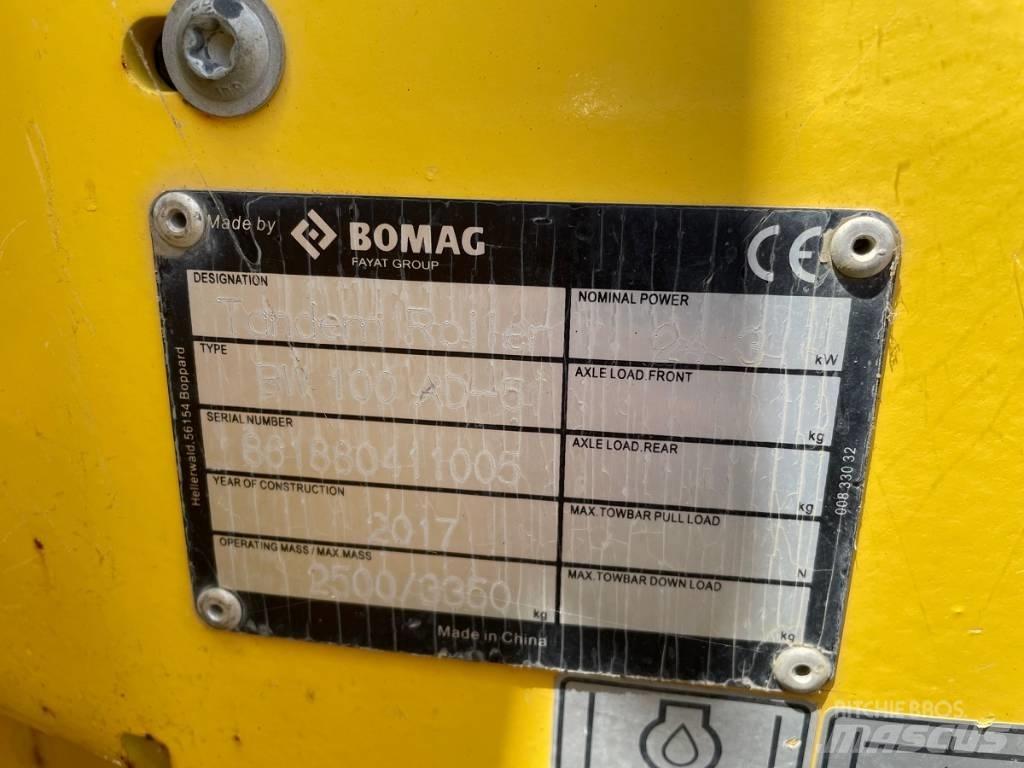 Made by BOMAG
FAYAT GROUP
CE
DESIGNATION
Tandem Roller
NOMINAL POWER
kW
TYPE
BW 100 AD-5
AXLE LOAD.FRONT
kg
SERIAL NUMBER
861880411005
AXLE LOAD.REAR
kg
YEAR OF CONSTRUCTION
2017
MAX.TOWBAR PULL LOAD
N
OPERATING MASS / MAX.MASS
2500/3350
kg
MAX.TOWBAR DOWN LOAD
kg
Made in China
Hellerwald.56154 Boppard
008 330 32
RITCHIE BROS
MASCUS